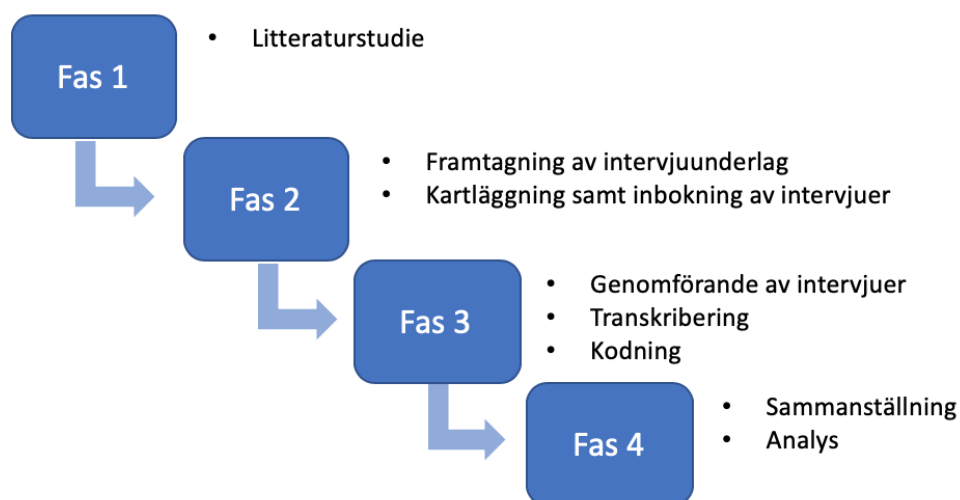 Fas 1
• Litteraturstudie
Fas 2
• Framtagning av intervjuunderlag
• Kartläggning samt inbokning av intervjuer
Fas 3
• Genomförande av intervjuer
• Transkribering
• Kodning
Fas 4
• Sammanställning
• Analys